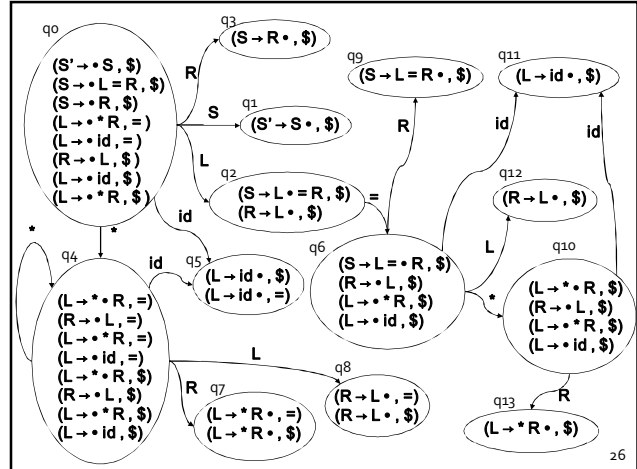 q0
(S' → • S , $)
(S → • L = R , $)
(S → • R , $)
(L → • * R , =)
(L → • id , =)
(R → • L , $)
(L → • id , $)
(L → • * R , $)
q3
(S → R • , $)
R
q1
(S' → S • , $)
S
L
q2
(S → L • = R , $)
(R → L • , $)
=
id
*
q9
(S → L = R • , $)
R
q11
(L → id • , $)
id
id
q12
(R → L • , $)
L
q4
(L → * • R , =)
(R → • L , =)
(L → • * R , =)
(L → • id , =)
(L → * • R , $)
(R → • L , $)
(L → • * R , $)
(L → • id , $)
*
id
q5
(L → id • , $)
(L → id • , =)
q6
(S → L = • R , $)
(R → • L , $)
(L → • * R , $)
(L → • id , $)
*
q10
(L → * • R , $)
(R → • L , $)
(L → • * R , $)
(L → • id , $)
L
R
q7
(L → * R • , =)
(L → * R • , $)
q8
(R → L • , =)
(R → L • , $)
R
q13
(L → * R • , $)
26